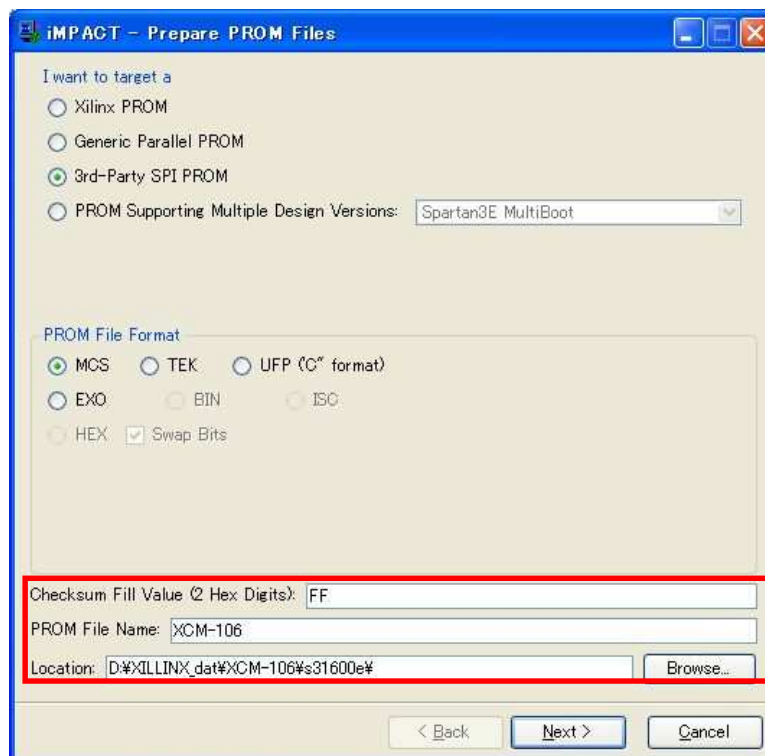 iMPACT - Prepare PROM Files
I want to target a
Xilinx PROM
Generic Parallel PROM
3rd-Party SPI PROM
PROM Supporting Multiple Design Versions: Spartan3E MultiBoot
PROM File Format
MCS TEK UFP ("C" format)
EXO BIN ISC
HEX Swap Bits
Checksum Fill Value (2 Hex Digits): FF
PROM File Name: XCM-106
Location: D:¥XILLINX_dat¥XCM-106¥s31600e¥ Browse...
< Back Next > Cancel